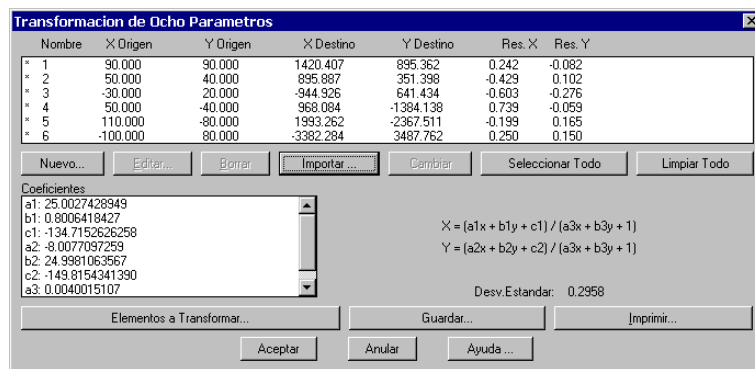 Transformacion de Ocho Parametros
Nombre X Origen Y Origen X Destino Y Destino Res. X Res. Y
* 1 90.000 90.000 1420.407 895.362 0.242 -0.082
* 2 50.000 40.000 895.887 351.398 -0.429 0.102
* 3 -30.000 20.000 -944.926 641.434 -0.603 -0.276
* 4 50.000 -40.000 968.084 -1384.138 0.739 -0.059
* 5 110.000 -80.000 1993.262 -2367.511 -0.199 0.165
* 6 -100.000 80.000 -3382.284 3487.762 0.250 0.150
Nuevo... Editar... Borrar Importar ... Cambiar Seleccionar Todo Limpiar Todo
Coeficientes
a1: 25.0027428949
b1: 0.8006418427
c1: -134.7152626258
a2: -8.0077097259
b2: 24.9981063567
c2: -149.8154341390
a3: 0.0040015107
X = (a1x + b1y + c1) / (a3x + b3y + 1)
Y = (a2x + b2y + c2) / (a3x + b3y + 1)
Desv.Estandar: 0.2958
Elementos a Transformar... Guardar... Imprimir...
Aceptar Anular Ayuda ...